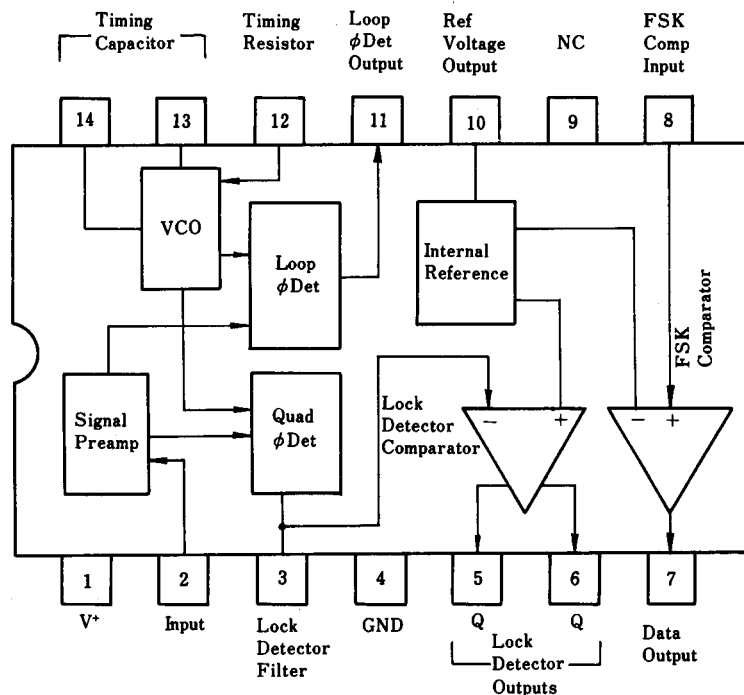 Timing
Capacitor
Timing
Resistor
Loop
φDet
Output
Ref
Voltage
Output
NC
FSK
Comp
Input
14
13
12
11
10
9
8
VCO
Loop
φDet
Internal
Reference
FSK
Comparator
Signal
Preamp
Quad
φDet
Lock
Detector
Comparator
− +
− +
1
2
3
4
5
6
7
V+
Input
Lock
Detector
Filter
GND
Q
Q
Lock
Detector
Outputs
Data
Output